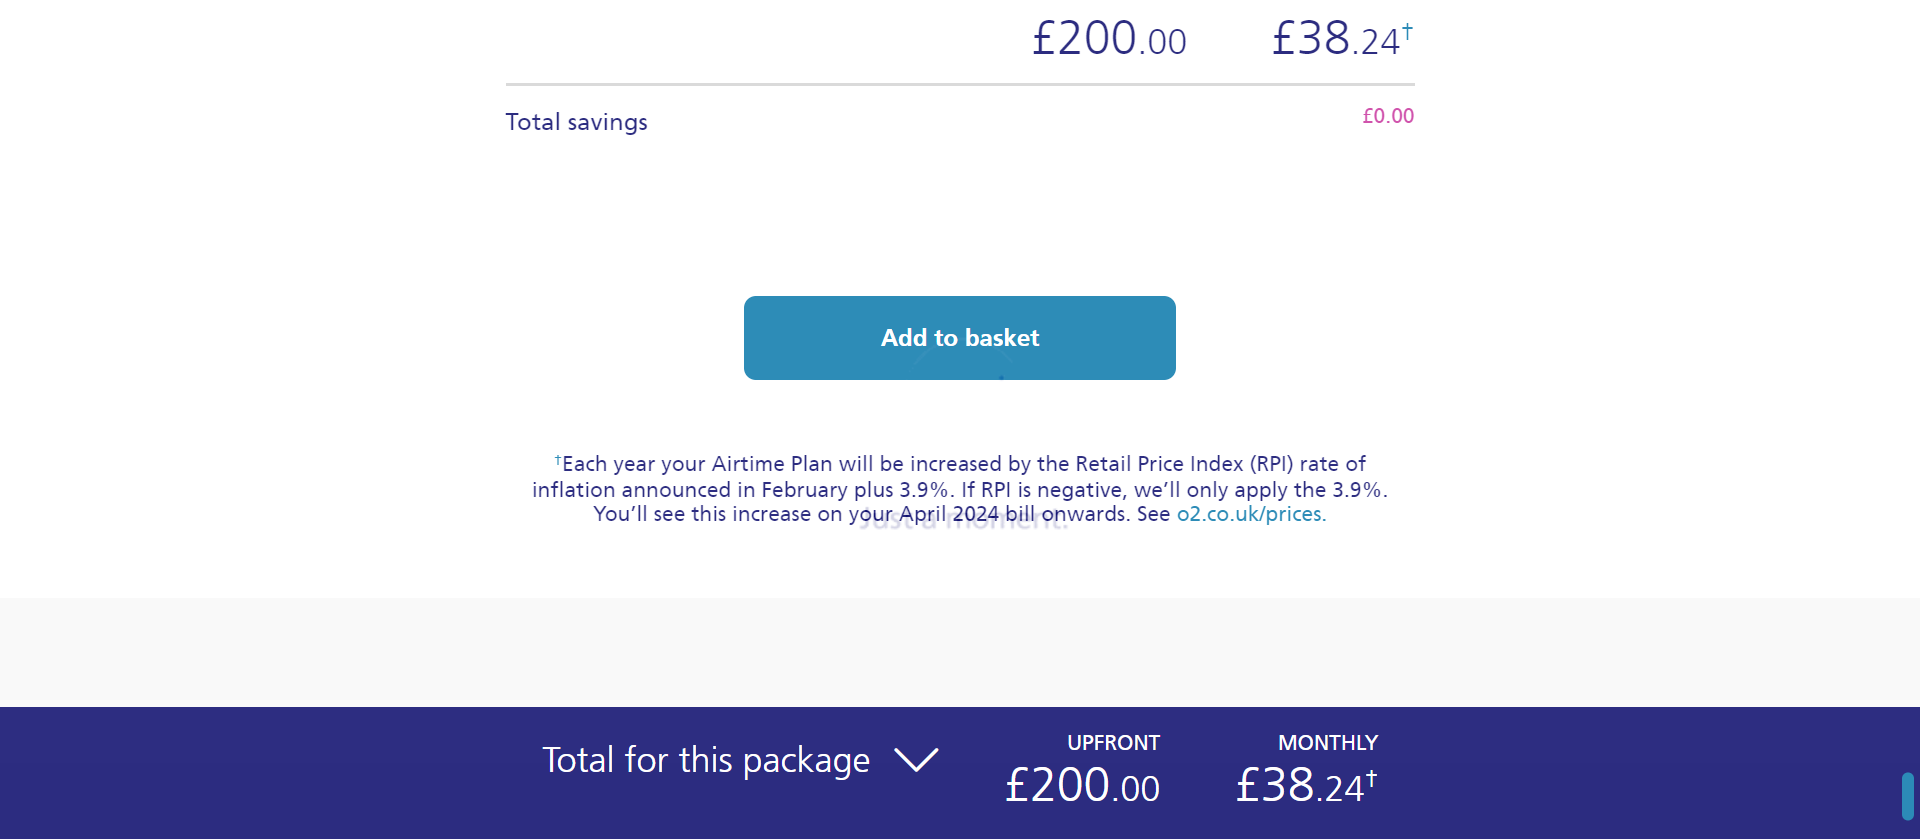 £200.00 £38.24†
Total savings £0.00
Add to basket
†Each year your Airtime Plan will be increased by the Retail Price Index (RPI) rate of
inflation announced in February plus 3.9%. If RPI is negative, we’ll only apply the 3.9%.
You’ll see this increase on your April 2024 bill onwards. See o2.co.uk/prices.
Just a moment.
UPFRONT MONTHLY
Total for this package £200.00 £38.24†